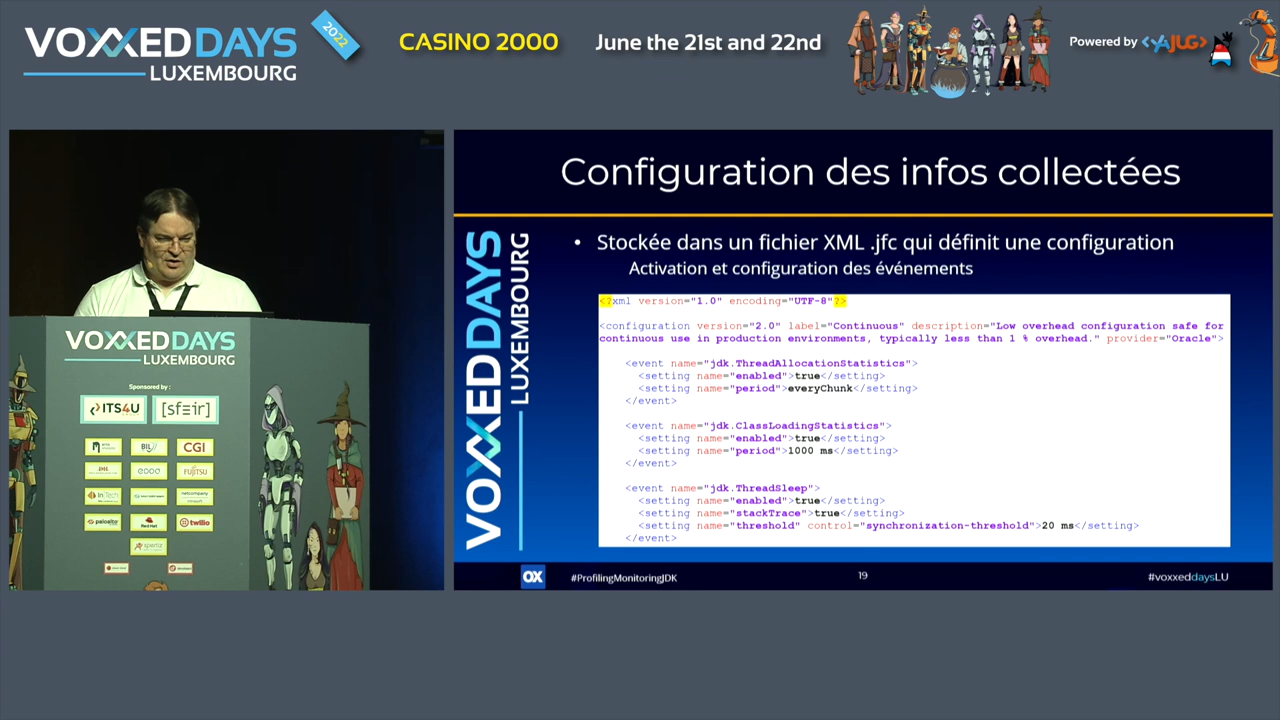 VOXXED DAYS
LUXEMBOURG
2022
CASINO 2000
June the 21st and 22nd
Powered by <YAJUG>
VOXXED DAYS
LUXEMBOURG
Sponsored by :
ITS4U
[sfeir]
BIL
CGI
FUJITSU
InTech
netcompany
paloalto
Red Hat
twilio
VOXXED DAYS
LUXEMBOURG
Configuration des infos collectées
• Stockée dans un fichier XML .jfc qui définit une configuration
Activation et configuration des événements
<?xml version="1.0" encoding="UTF-8"?>
<configuration version="2.0" label="Continuous" description="Low overhead configuration safe for
continuous use in production environments, typically less than 1 % overhead." provider="Oracle">
<event name="jdk.ThreadAllocationStatistics">
<setting name="enabled">true</setting>
<setting name="period">everyChunk</setting>
</event>
<event name="jdk.ClassLoadingStatistics">
<setting name="enabled">true</setting>
<setting name="period">1000 ms</setting>
</event>
<event name="jdk.ThreadSleep">
<setting name="enabled">true</setting>
<setting name="stackTrace">true</setting>
<setting name="threshold" control="synchronization-threshold">20 ms</setting>
</event>
OX
#ProfilingMonitoringJDK
19
#voxxeddaysLU